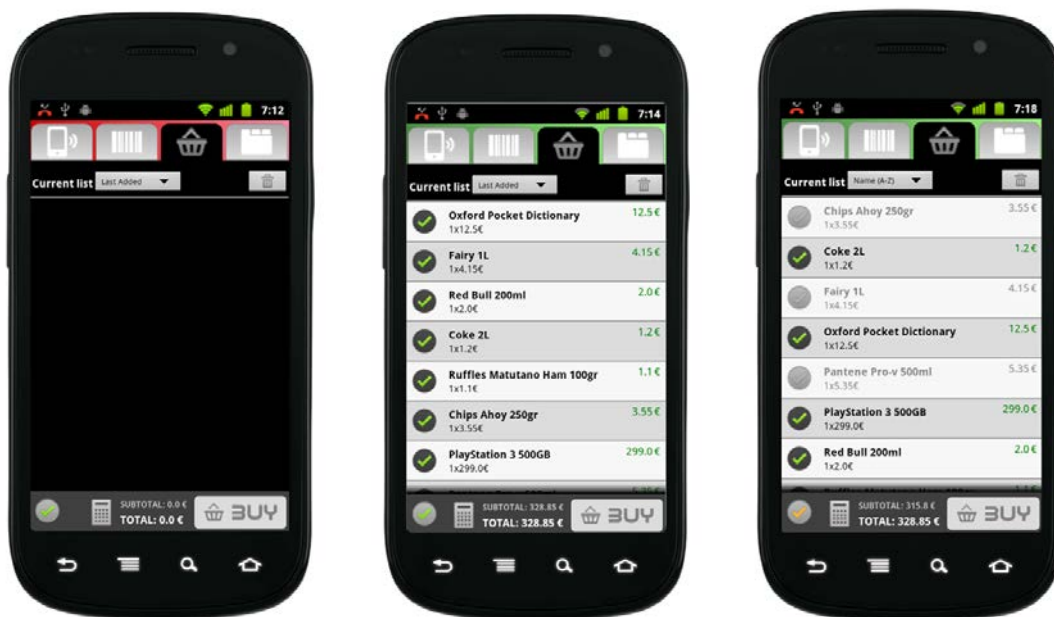 7:12
Current list Last Added
SUBTOTAL: 0.0 €
TOTAL: 0.0 €
BUY
7:14
Current list Last Added
Oxford Pocket Dictionary 12.5 €
1x12.5€
Fairy 1L 4.15 €
1x4.15€
Red Bull 200ml 2.0 €
1x2.0€
Coke 2L 1.2 €
1x1.2€
Ruffles Matutano Ham 100gr 1.1 €
1x1.1€
Chips Ahoy 250gr 3.55 €
1x3.55€
PlayStation 3 500GB 299.0 €
1x299.0€
SUBTOTAL: 328.85 €
TOTAL: 328.85 €
BUY
7:18
Current list Name (A-Z)
Chips Ahoy 250gr 3.55 €
1x3.55€
Coke 2L 1.2 €
1x1.2€
Fairy 1L 4.15 €
1x4.15€
Oxford Pocket Dictionary 12.5 €
1x12.5€
Pantene Pro-v 500ml 5.35 €
1x5.35€
PlayStation 3 500GB 299.0 €
1x299.0€
Red Bull 200ml 2.0 €
1x2.0€
SUBTOTAL: 315.8 €
TOTAL: 328.85 €
BUY